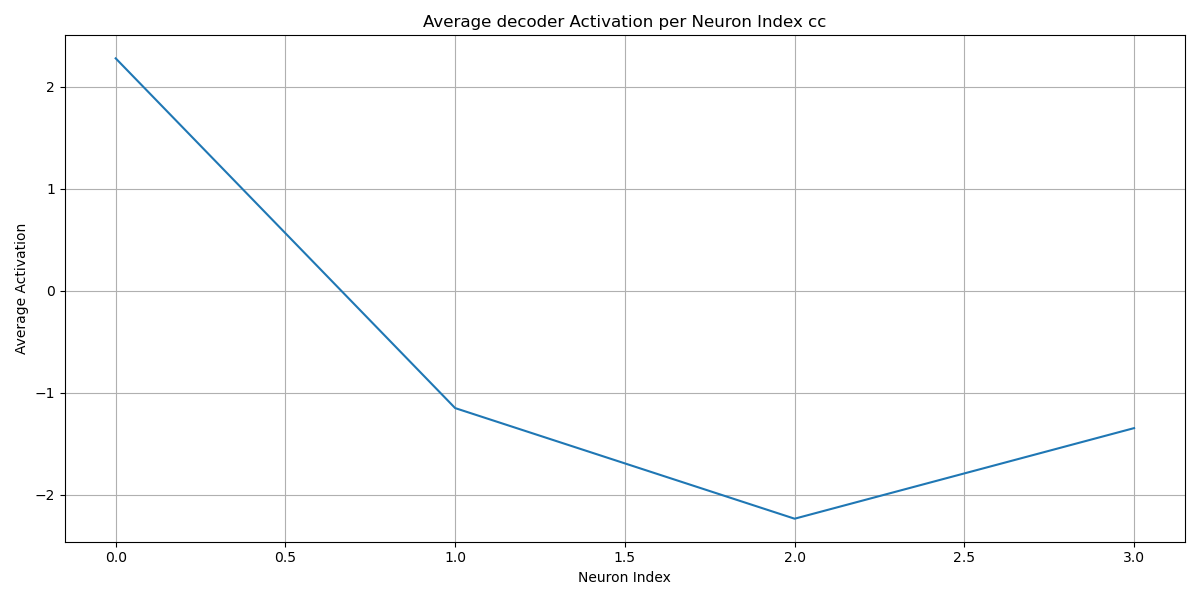 Average decoder Activation per Neuron Index cc
Average Activation
2
1
0
−1
−2
0.0 0.5 1.0 1.5 2.0 2.5 3.0
Neuron Index